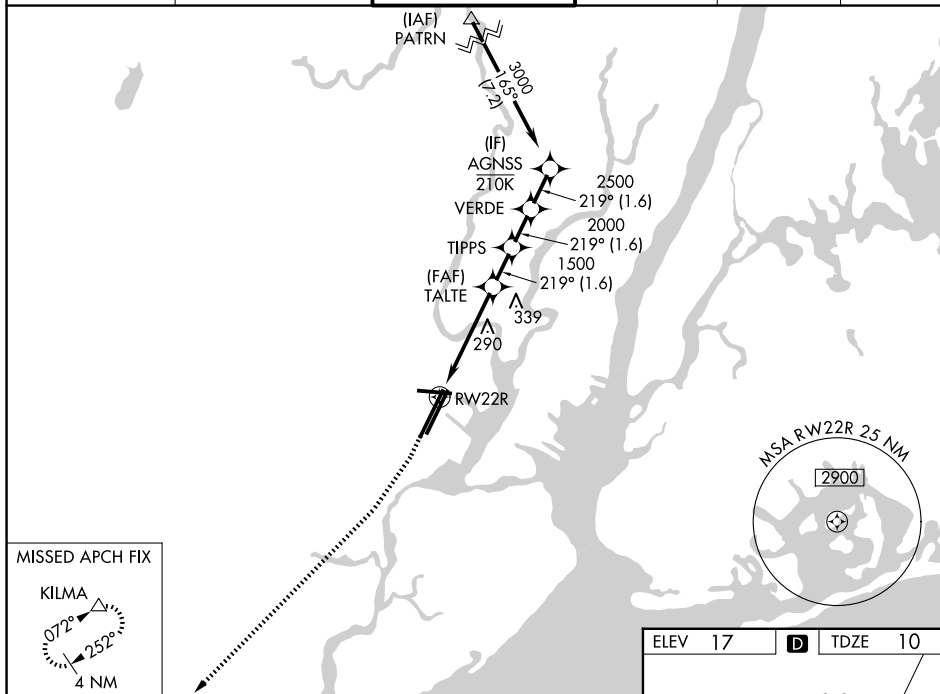 (IAF)
PATRN
3000
165°
(7.2)
(IF)
AGNSS
210K
2500
219° (1.6)
VERDE
2000
219° (1.6)
TIPPS
1500
219° (1.6)
(FAF)
TALTE
339
290
RW22R
MSA RW22R 25 NM
2900
MISSED APCH FIX
KILMA
072°
252°
4 NM
ELEV 17
D
TDZE 10